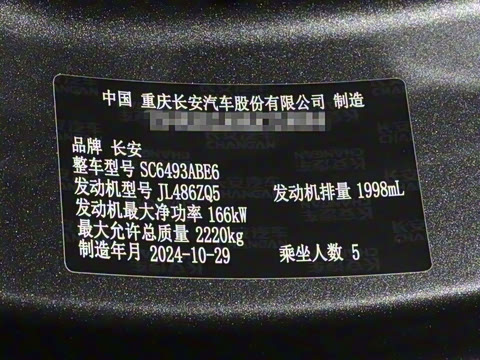 中国 重庆长安汽车股份有限公司 制造
品牌 长安
整车型号 SC6493ABE6
发动机型号 JL486ZQ5 发动机排量 1998mL
发动机最大净功率 166kW
最大允许总质量 2220kg
制造年月 2024-10-29 乘坐人数 5